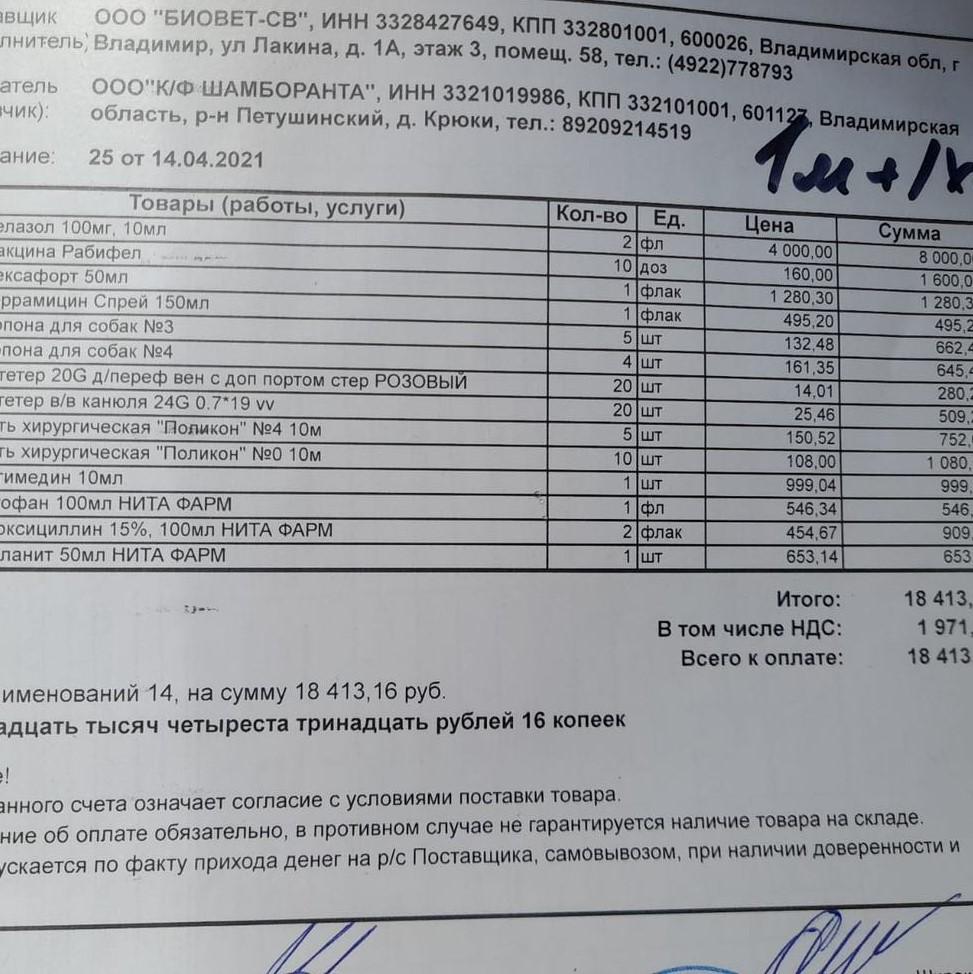 вщик ООО "БИОВЕТ-СВ", ИНН 3328427649, КПП 332801001, 600026, Владимирская обл, г
лнитель) Владимир, ул Лакина, д. 1А, этаж 3, помещ. 58, тел.: (4922)778793
атель ООО"К/Ф ШАМБОРАНТА", ИНН 3321019986, КПП 332101001, 601127, Владимирская
чик): область, р-н Петушинский, д. Крюки, тел.: 89209214519
ание: 25 от 14.04.2021
Товары (работы, услуги) Кол-во Ед. Цена Сумма
елазол 100мг, 10мл 2 фл 4 000,00 8 000,0
акцина Рабифел 10 доз 160,00 1 600,0
ексафорт 50мл 1 флак 1 280,30 1 280,3
ррамицин Спрей 150мл 1 флак 495,20 495,2
опона для собак №3 5 шт 132,48 662,4
пона для собак №4 4 шт 161,35 645,4
тетер 20G д/переф вен с доп портом стер РОЗОВЫЙ 20 шт 14,01 280,2
тетер в/в канюля 24G 0.7*19 vv 20 шт 25,46 509,2
ть хирургическая "Поликон" №4 10м 5 шт 150,52 752,
ть хирургическая "Поликон" №0 10м 10 шт 108,00 1 080,
тимедин 10мл 1 шт 999,04 999,
офан 100мл НИТА ФАРМ 1 фл 546,34 546,
оксициллин 15%, 100мл НИТА ФАРМ 2 флак 454,67 909,
ланит 50мл НИТА ФАРМ 1 шт 653,14 653
Итого: 18 413,
В том числе НДС: 1 971,
Всего к оплате: 18 413
именований 14, на сумму 18 413,16 руб.
адцать тысяч четыреста тринадцать рублей 16 копеек
е!
анного счета означает согласие с условиями поставки товара.
ние об оплате обязательно, в противном случае не гарантируется наличие товара на складе.
ускается по факту прихода денег на р/с Поставщика, самовывозом, при наличии доверенности и